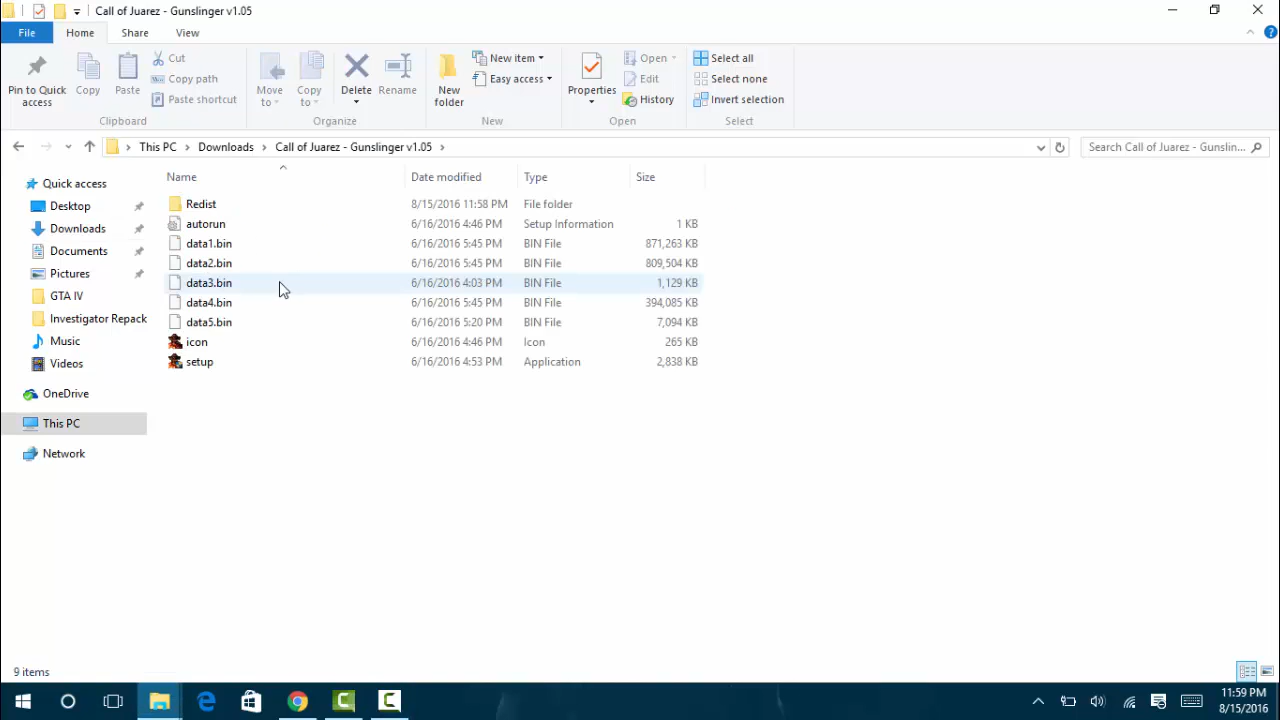 Call of Juarez - Gunslinger v1.05
File Home Share View
Pin to Quick access
Copy
Paste
Cut
Copy path
Paste shortcut
Clipboard
Move to
Copy to
Delete
Rename
Organize
New folder
New item
Easy access
New
Properties
Open
Edit
History
Open
Select all
Select none
Invert selection
Select
This PC > Downloads > Call of Juarez - Gunslinger v1.05 >
Search Call of Juarez - Gunslin...
Quick access
Desktop
Downloads
Documents
Pictures
GTA IV
Investigator Repack
Music
Videos
OneDrive
This PC
Network
Name Date modified Type Size
Redist 8/15/2016 11:58 PM File folder
autorun 6/16/2016 4:46 PM Setup Information 1 KB
data1.bin 6/16/2016 5:45 PM BIN File 871,263 KB
data2.bin 6/16/2016 5:45 PM BIN File 809,504 KB
data3.bin 6/16/2016 4:03 PM BIN File 1,129 KB
data4.bin 6/16/2016 5:45 PM BIN File 394,085 KB
data5.bin 6/16/2016 5:20 PM BIN File 7,094 KB
icon 6/16/2016 4:46 PM Icon 265 KB
setup 6/16/2016 4:53 PM Application 2,838 KB
9 items
11:59 PM
8/15/2016